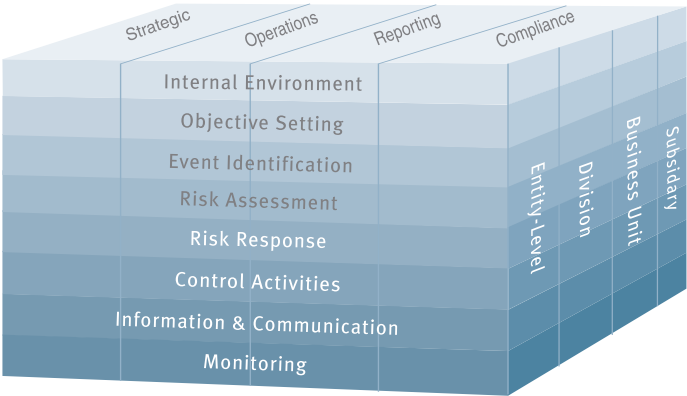 Strategic
Operations
Reporting
Compliance
Internal Environment
Objective Setting
Event Identification
Risk Assessment
Risk Response
Control Activities
Information & Communication
Monitoring
Entity-Level
Division
Business Unit
Subsidary